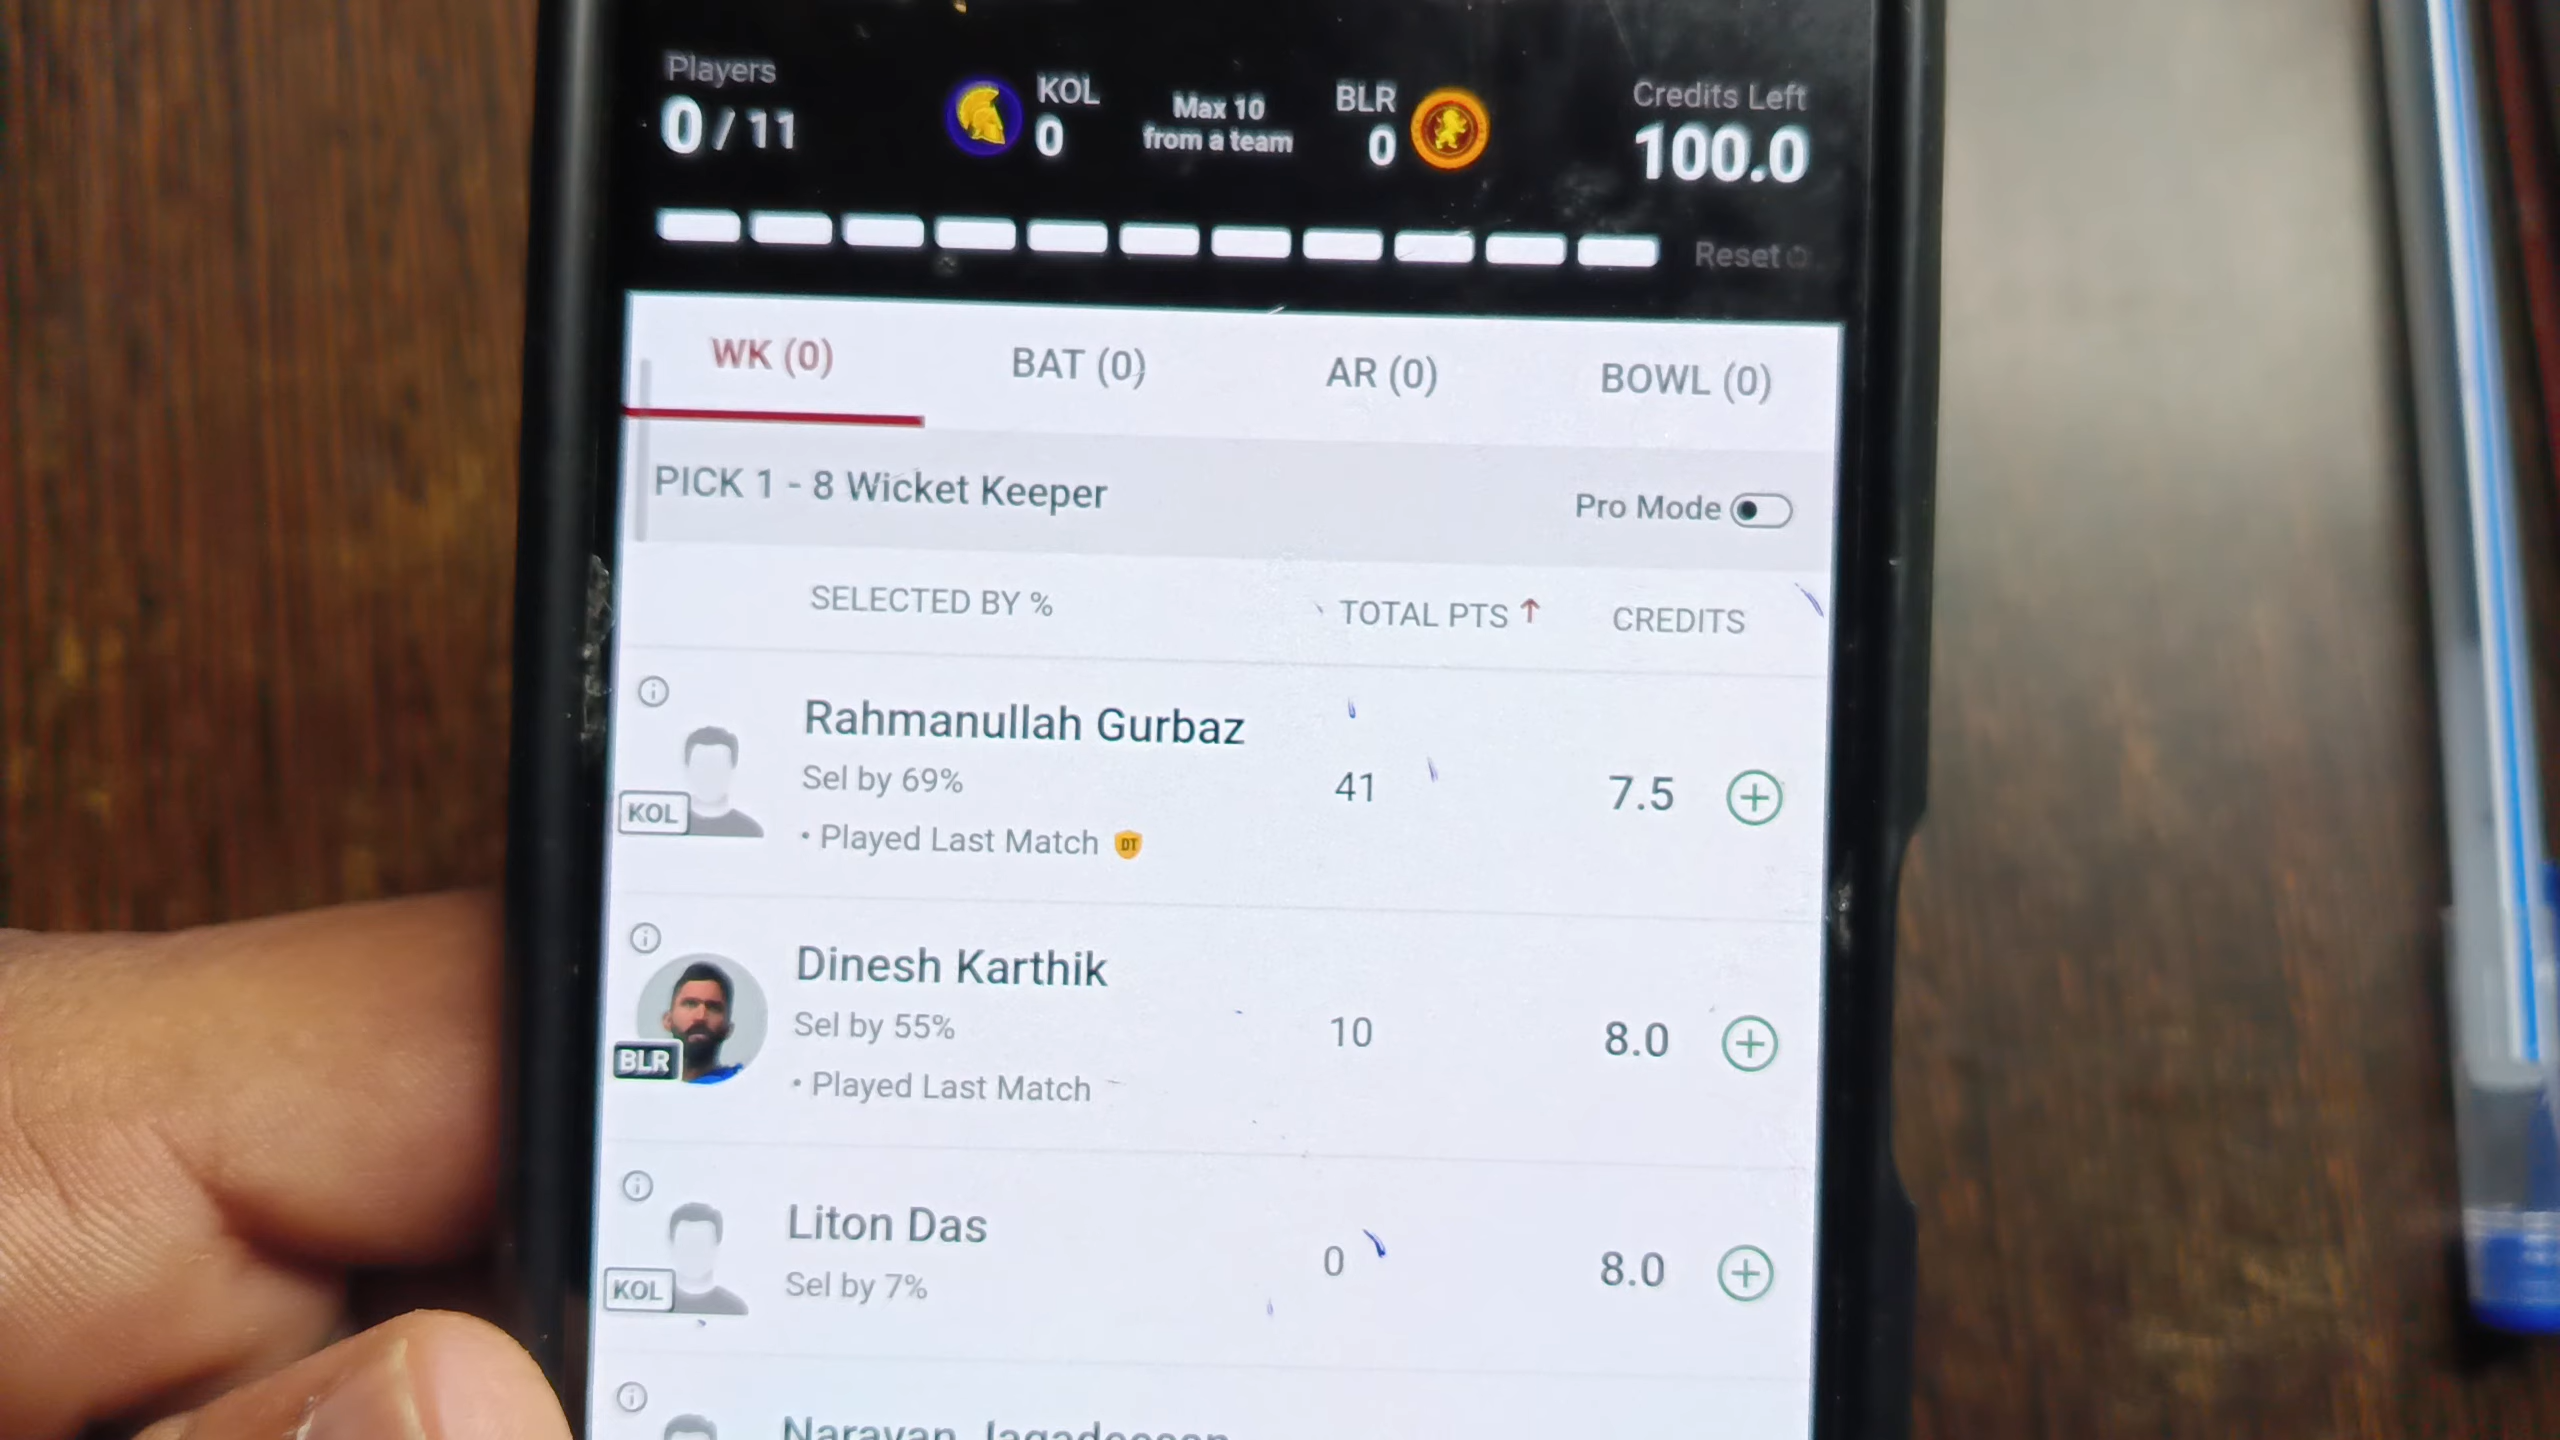 Players
0 / 11
KOL
0
Max 10
from a team
BLR
0
Credits Left
100.0
Reset
WK (0)
BAT (0)
AR (0)
BOWL (0)
PICK 1 - 8 Wicket Keeper
Pro Mode
SELECTED BY %
TOTAL PTS ↑
CREDITS
Rahmanullah Gurbaz
Sel by 69%
• Played Last Match DT
KOL
41
7.5
Dinesh Karthik
Sel by 55%
• Played Last Match
BLR
10
8.0
Liton Das
Sel by 7%
KOL
0
8.0
Narayan Jagadeesan